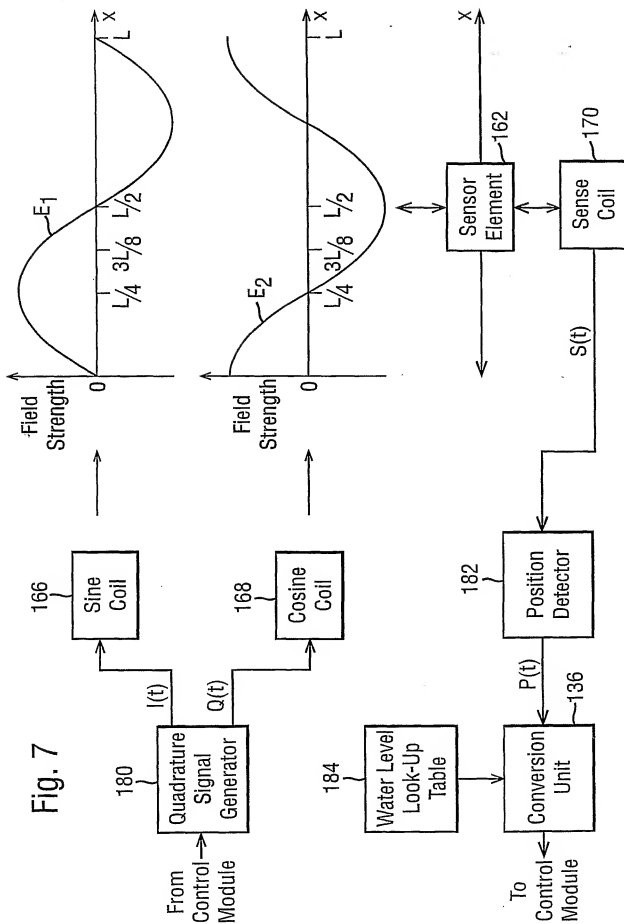 Fig. 7
From
Control
Module
180
Quadrature
Signal
Generator
I(t)
Q(t)
166
Sine
Coil
168
Cosine
Coil
Field
Strength
0
E1
L/4
3L/8
L/2
L
X
Field
Strength
0
E2
L/4
3L/8
L/2
L
X
184
Water Level
Look-Up
Table
To
Control
Module
Conversion
Unit
136
P(t)
182
Position
Detector
S(t)
Sensor
Element
162
X
Sense
Coil
170